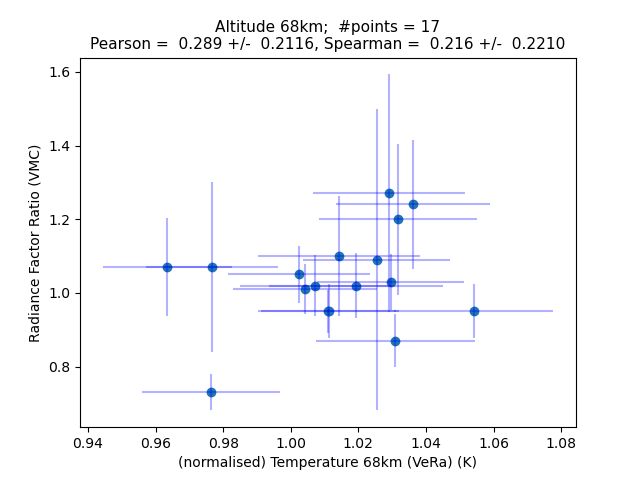 Altitude 68km;  #points = 17
Pearson =  0.289 +/-  0.2116, Spearman =  0.216 +/-  0.2210
1.6
1.4
1.2
1.0
0.8
Radiance Factor Ratio (VMC)
0.94 0.96 0.98 1.00 1.02 1.04 1.06 1.08
(normalised) Temperature 68km (VeRa) (K)